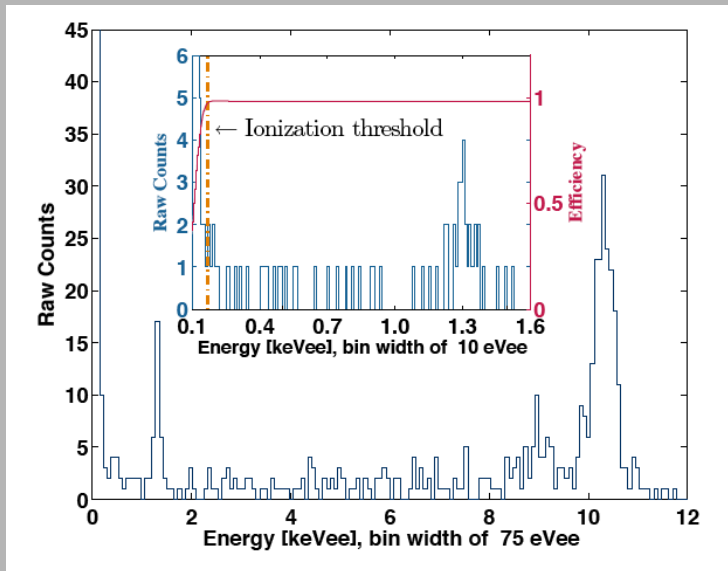 45
40
35
30
25
20
15
10
5
0
Raw Counts
0 2 4 6 8 10 12
Energy [keVee], bin width of 75 eVee
6
5
4
3
2
1
0
Raw Counts
← Ionization threshold
1
0.5
0
Efficiency
0.1 0.4 0.7 1.0 1.3 1.6
Energy [keVee], bin width of 10 eVee